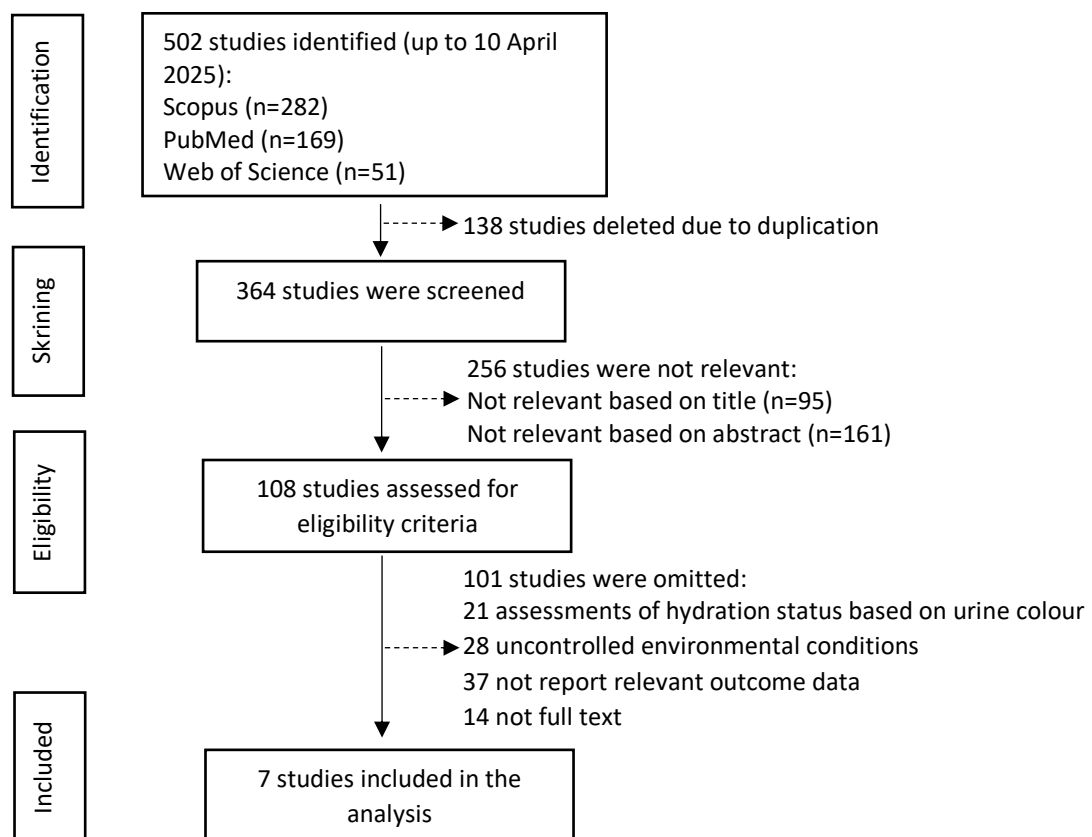 Identification
502 studies identified (up to 10 April
2025):
Scopus (n=282)
PubMed (n=169)
Web of Science (n=51)
138 studies deleted due to duplication
Skrining
364 studies were screened
256 studies were not relevant:
Not relevant based on title (n=95)
Not relevant based on abstract (n=161)
Eligibility
108 studies assessed for
eligibility criteria
101 studies were omitted:
21 assessments of hydration status based on urine colour
28 uncontrolled environmental conditions
37 not report relevant outcome data
14 not full text
Included
7 studies included in the
analysis